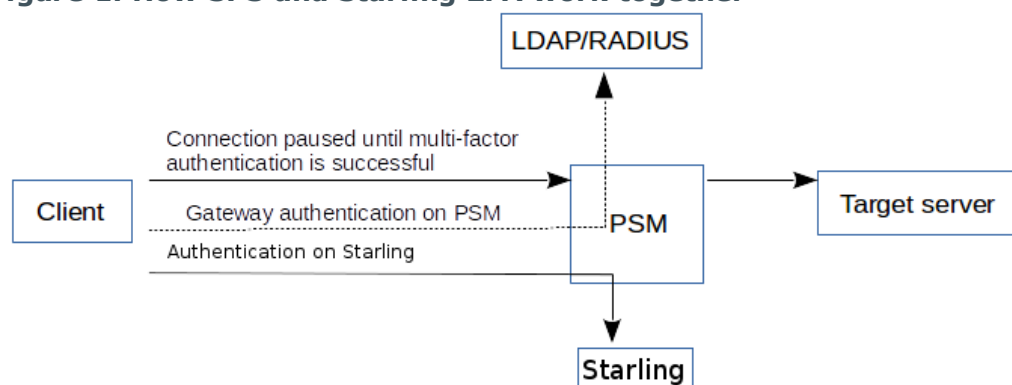 LDAP/RADIUS
Connection paused until multi-factor
authentication is successful
Client
Gateway authentication on PSM
PSM
Target server
Authentication on Starling
Starling